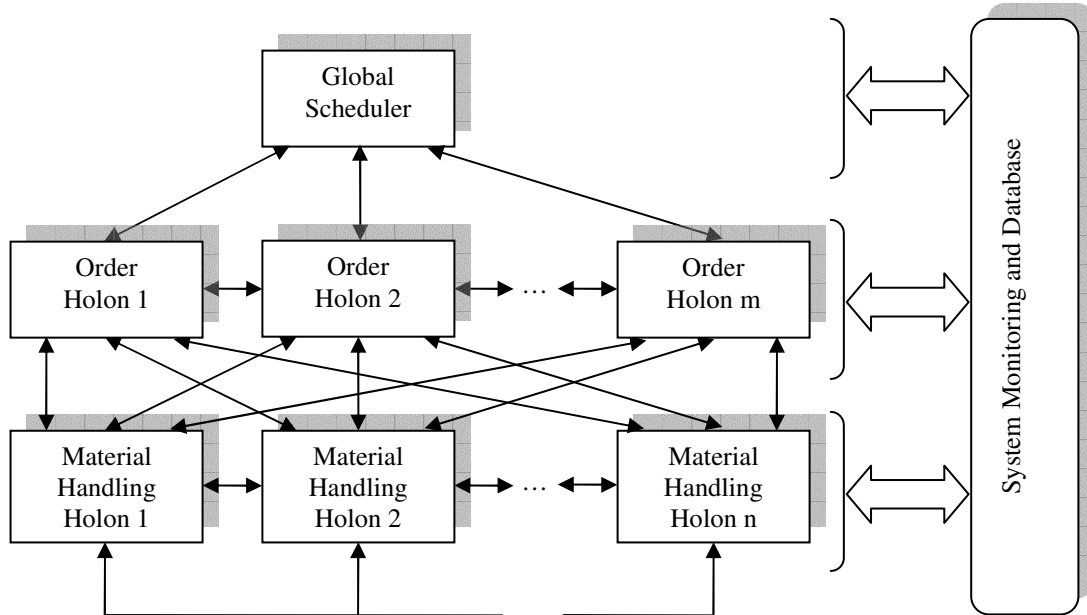 Global
Scheduler
Order
Holon 1
Order
Holon 2
…
Order
Holon m
Material
Handling
Holon 1
Material
Handling
Holon 2
…
Material
Handling
Holon n
System Monitoring and Database